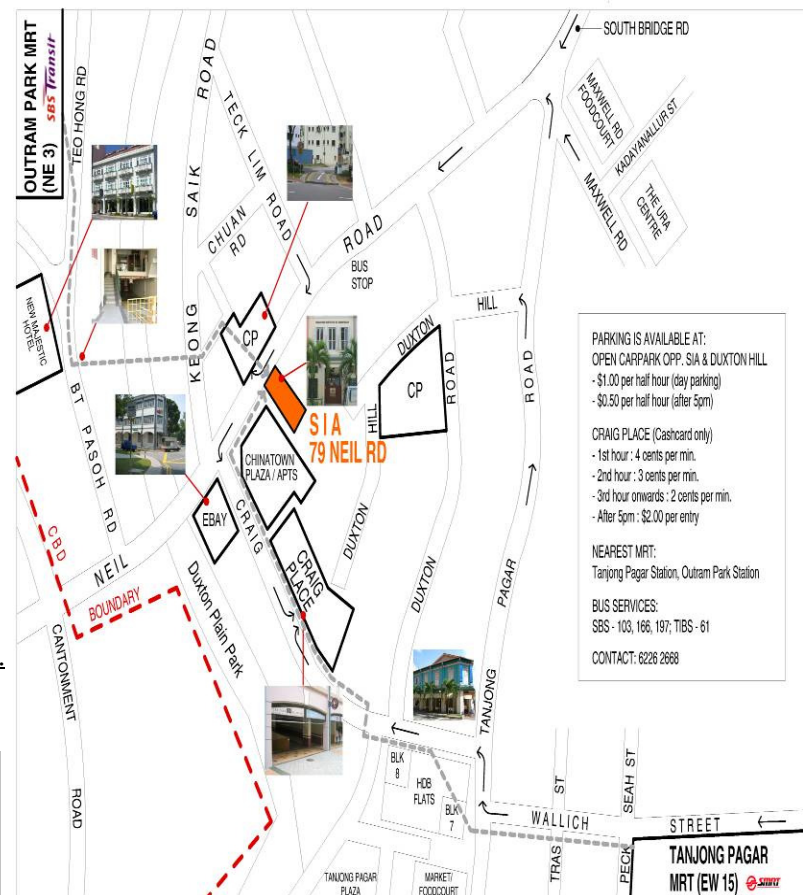 OUTRAM PARK MRT
(NE 3)
SBS Transit
TEO HONG RD
KEONG SAIK ROAD
TECK LIM ROAD
CHUAN
RD
SOUTH BRIDGE RD
MAXWELL RD
FOODCOURT
KADAYANALLUR ST
THE URA
CENTRE
MAXWELL RD
NEIL ROAD
BUS
STOP
NEW MAJESTIC
HOTEL
BT PASOH RD
CP
SIA
79 NEIL RD
DUXTON HILL
CP
DUXTON HILL
DUXTON ROAD
TANJONG PAGAR ROAD
CHINATOWN
PLAZA / APTS
EBAY
CRAIG
CRAIG
PLACE
CBD
BOUNDARY
Duxton Plain Park
CANTONMENT ROAD
PARKING IS AVAILABLE AT:
OPEN CARPARK OPP. SIA & DUXTON HILL
- $1.00 per half hour (day parking)
- $0.50 per half hour (after 5pm)
CRAIG PLACE (Cashcard only)
- 1st hour : 4 cents per min.
- 2nd hour : 3 cents per min.
- 3rd hour onwards : 2 cents per min.
- After 5pm : $2.00 per entry
NEAREST MRT:
Tanjong Pagar Station, Outram Park Station
BUS SERVICES:
SBS - 103, 166, 197; TIBS - 61
CONTACT: 6226 2668
BLK
8
HDB
FLATS
BLK
7
WALLICH STREET
TRAS ST
PECK SEAH ST
TANJONG PAGAR
PLAZA
MARKET/
FOODCOURT
TANJONG PAGAR
MRT (EW 15)
SMRT